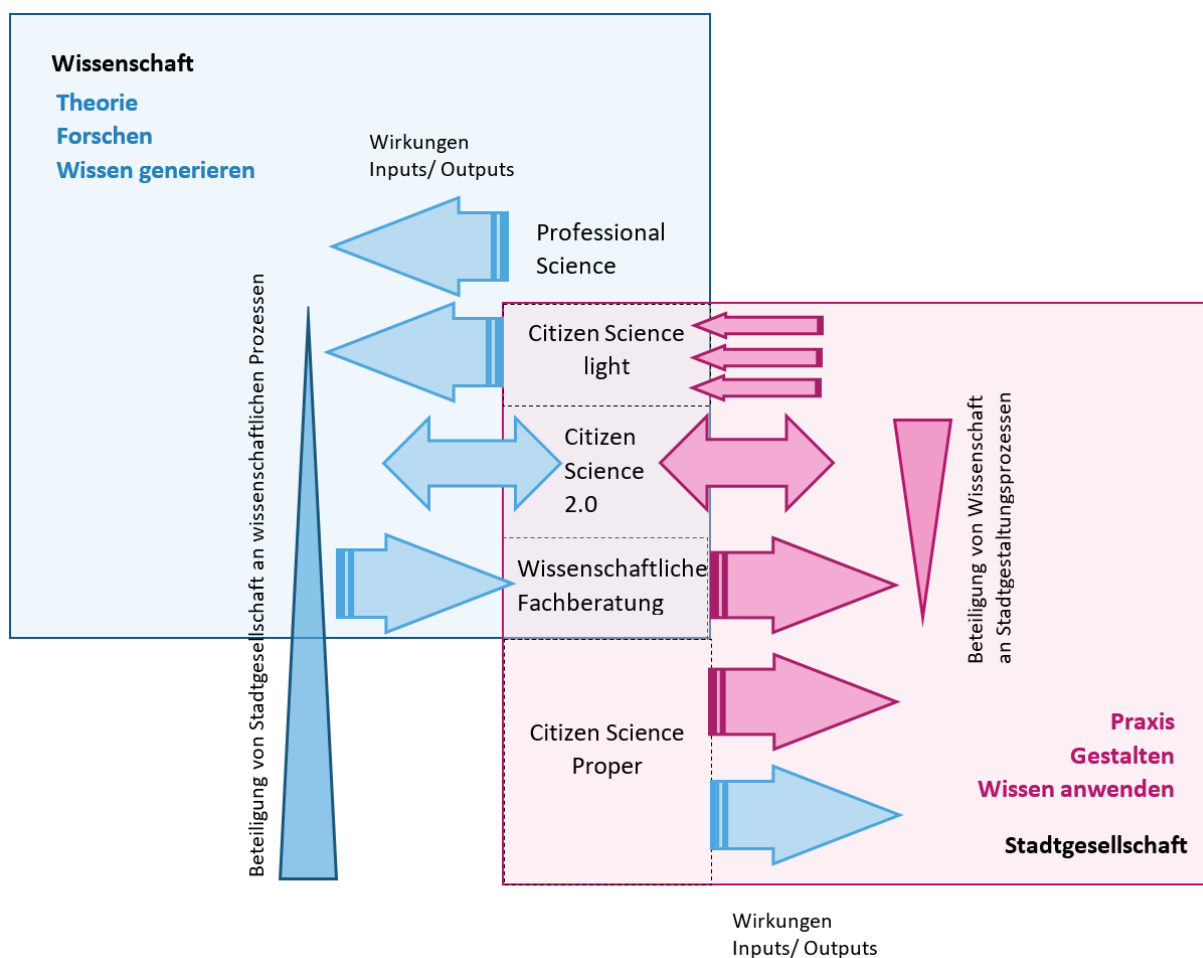 Wissenschaft
Theorie
Forschen
Wissen generieren
Wirkungen
Inputs/ Outputs
Professional
Science
Citizen Science
light
Citizen
Science
2.0
Wissenschaftliche
Fachberatung
Citizen Science
Proper
Beteiligung von Stadtgesellschaft an wissenschaftlichen Prozessen
Beteiligung von Wissenschaft
an Stadtgestaltungsprozessen
Praxis
Gestalten
Wissen anwenden
Stadtgesellschaft
Wirkungen
Inputs/ Outputs